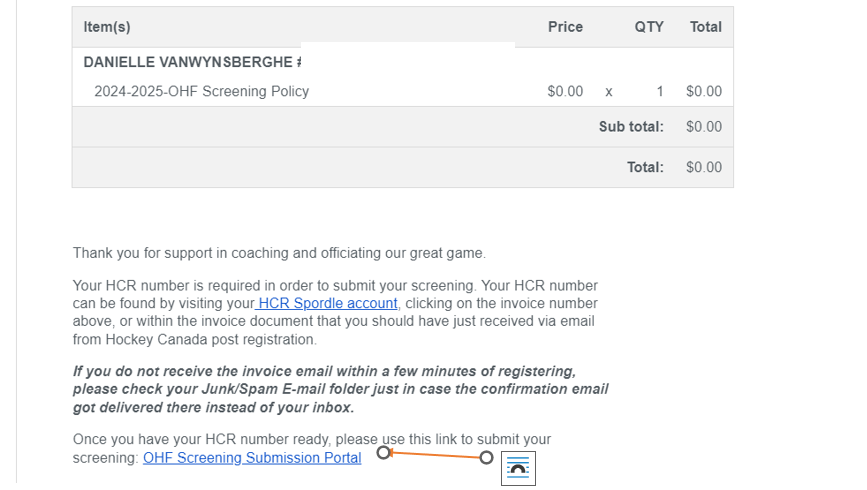 Item(s) Price QTY Total
DANIELLE VANWYNSBERGHE #
2024-2025-OHF Screening Policy $0.00 x 1 $0.00
Sub total: $0.00
Total: $0.00
Thank you for support in coaching and officiating our great game.
Your HCR number is required in order to submit your screening. Your HCR number
can be found by visiting your HCR Spordle account, clicking on the invoice number
above, or within the invoice document that you should have just received via email
from Hockey Canada post registration.
If you do not receive the invoice email within a few minutes of registering,
please check your Junk/Spam E-mail folder just in case the confirmation email
got delivered there instead of your inbox.
Once you have your HCR number ready, please use this link to submit your
screening: OHF Screening Submission Portal